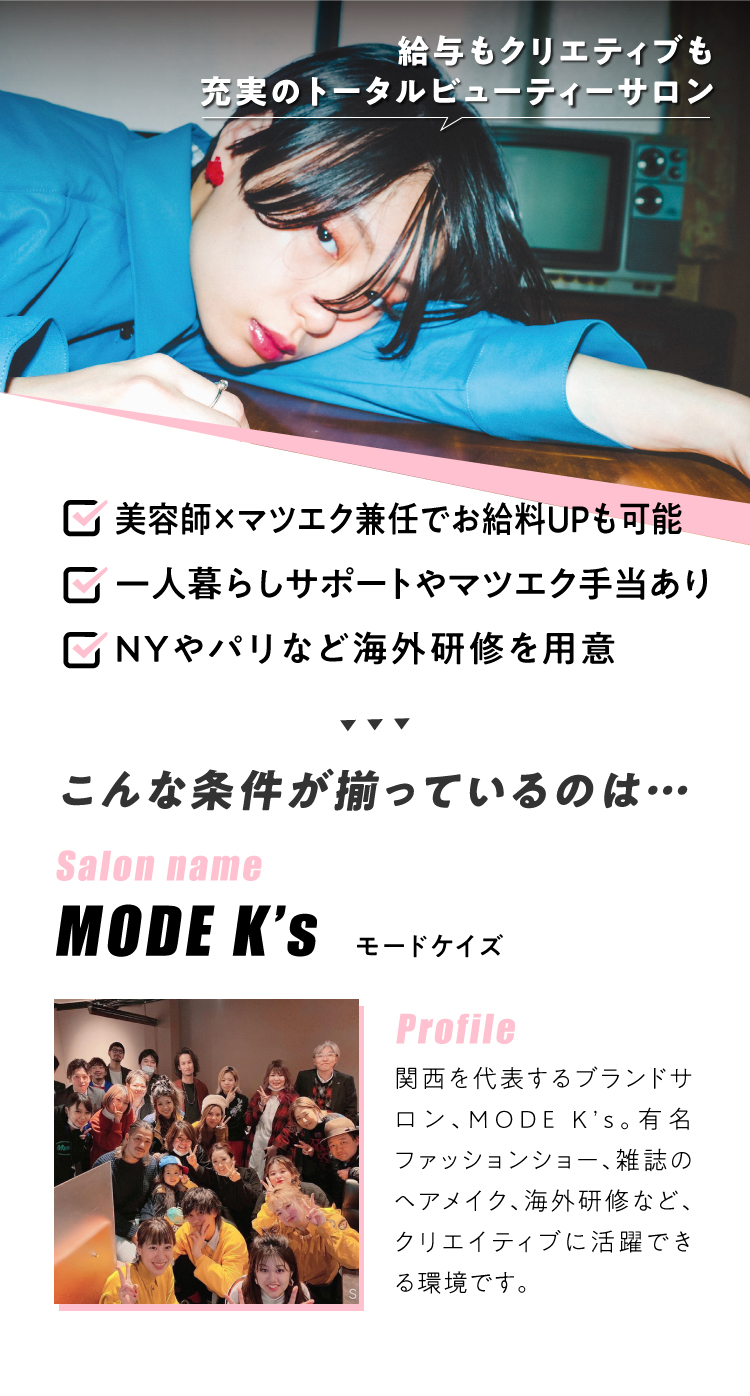 給与もクリエティブも
充実のトータルビューティーサロン
美容師×マツエク兼任でお給料UPも可能
一人暮らしサポートやマツエク手当あり
NYやパリなど海外研修を用意
こんな条件が揃っているのは…
Salon name
MODE K’s モードケイズ
Profile
関西を代表するブランドサ
ロン、MODE K’s。有名
ファッションショー、雑誌の
ヘアメイク、海外研修など、
クリエイティブに活躍でき
る環境です。
S